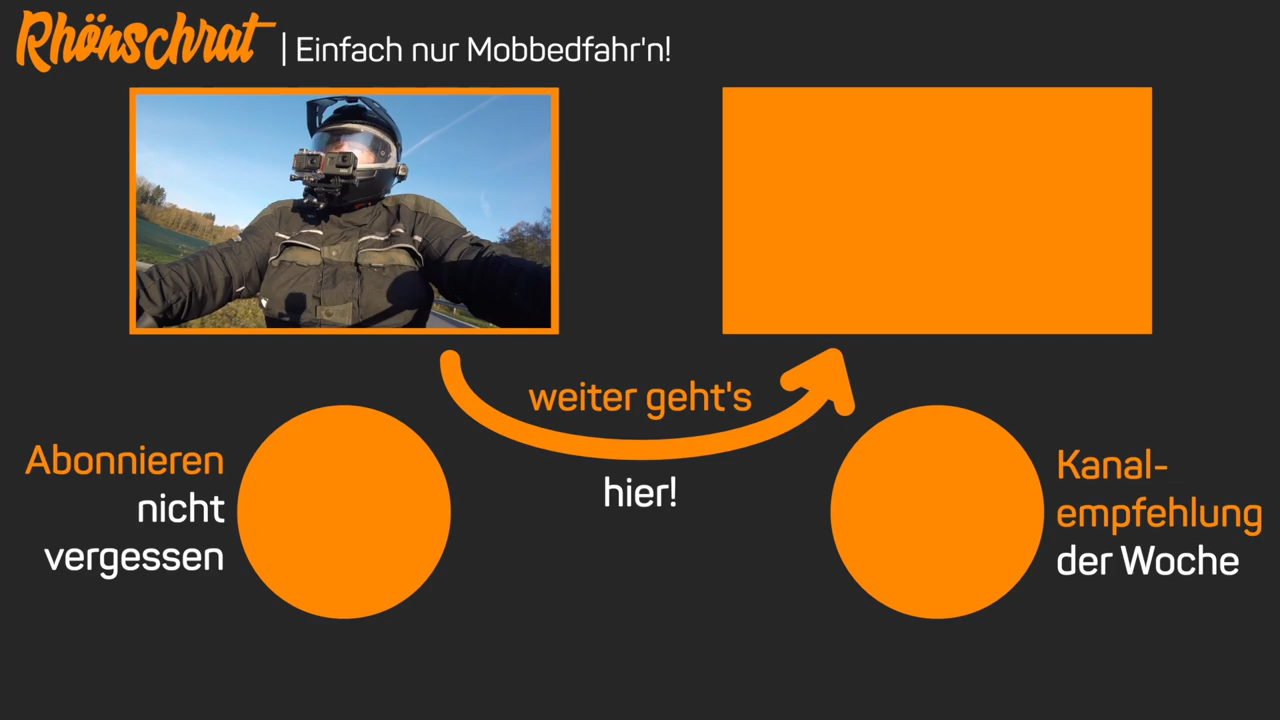 Rhönschrat | Einfach nur Mobbedfahr'n!
weiter geht's
hier!
Abonnieren
nicht
vergessen
Kanal-
empfehlung
der Woche